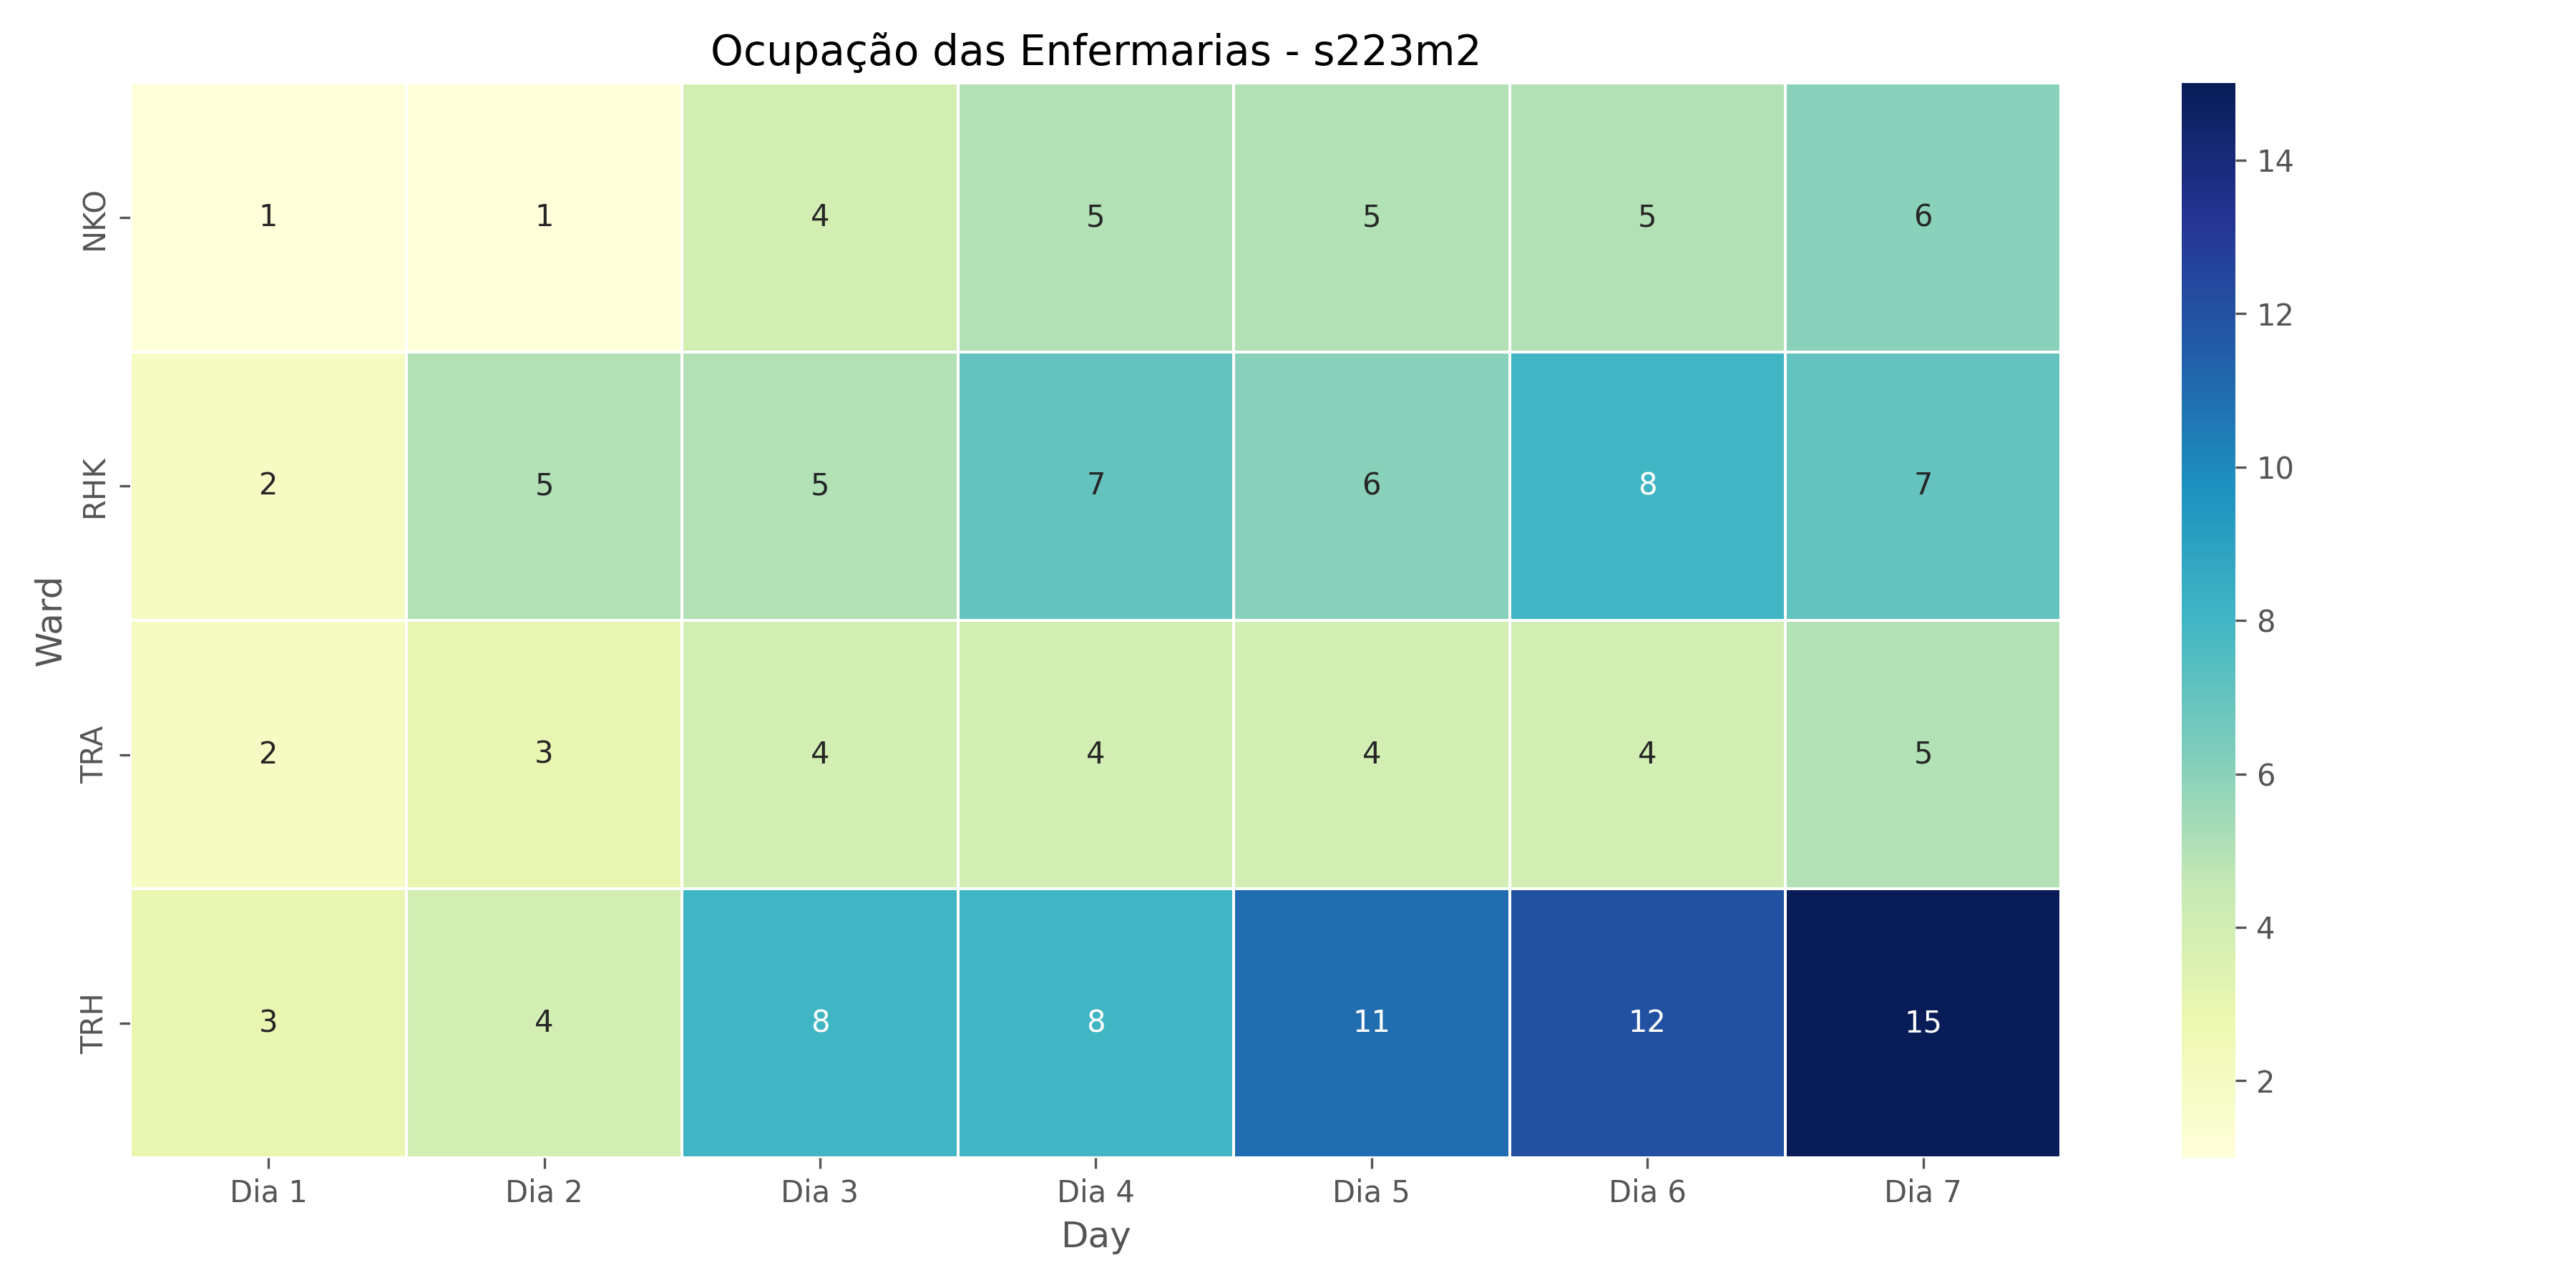 Ocupação das Enfermarias - s223m2
Ward
NKO
1 1 4 5 5 5 6
RHK
2 5 5 7 6 8 7
TRA
2 3 4 4 4 4 5
TRH
3 4 8 8 11 12 15
Dia 1 Dia 2 Dia 3 Dia 4 Dia 5 Dia 6 Dia 7
Day
14
12
10
8
6
4
2